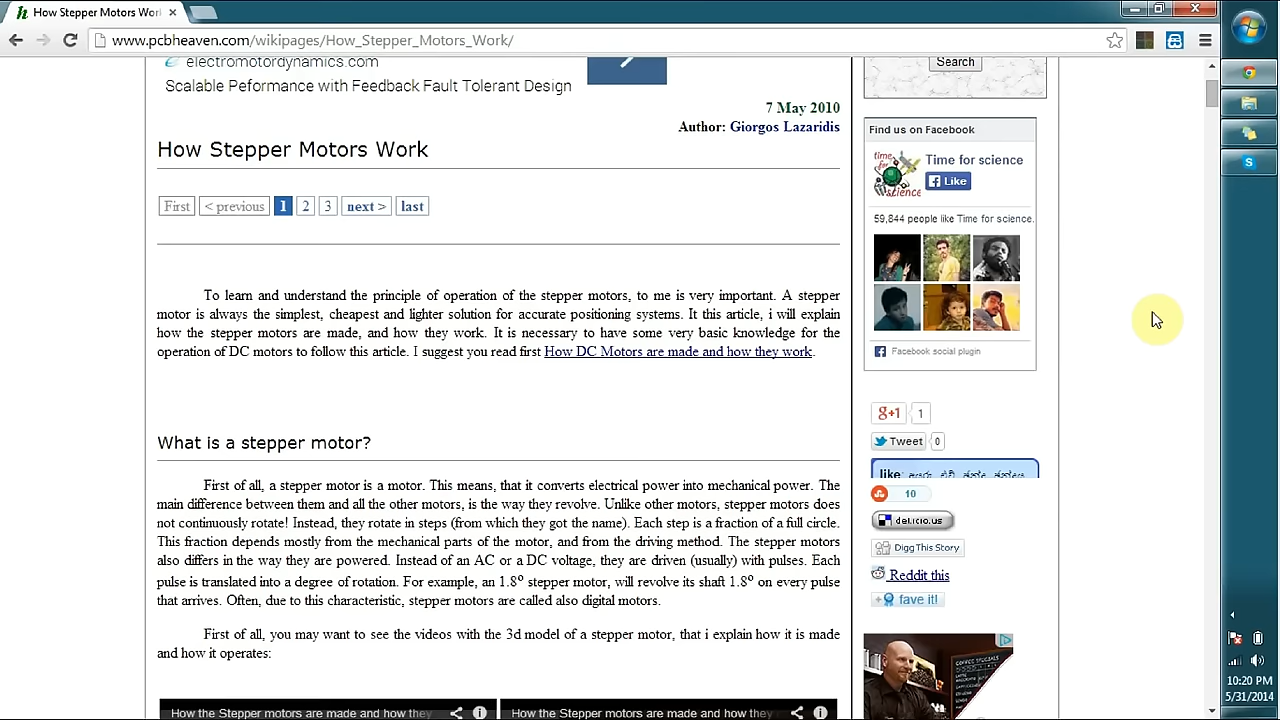 How Stepper Motors Wor
www.pcbheaven.com/wikipages/How_Stepper_Motors_Work/
electromotordynamics.com
Scalable Peformance with Feedback Fault Tolerant Design
7 May 2010
Author: Giorgos Lazaridis
How Stepper Motors Work
First < previous 1 2 3 next > last
To learn and understand the principle of operation of the stepper motors, to me is very important. A stepper
motor is always the simplest, cheapest and lighter solution for accurate positioning systems. It this article, i will explain
how the stepper motors are made, and how they work. It is necessary to have some very basic knowledge for the
operation of DC motors to follow this article. I suggest you read first How DC Motors are made and how they work.
What is a stepper motor?
First of all, a stepper motor is a motor. This means, that it converts electrical power into mechanical power. The
main difference between them and all the other motors, is the way they revolve. Unlike other motors, stepper motors does
not continuously rotate! Instead, they rotate in steps (from which they got the name). Each step is a fraction of a full circle.
This fraction depends mostly from the mechanical parts of the motor, and from the driving method. The stepper motors
also differs in the way they are powered. Instead of an AC or a DC voltage, they are driven (usually) with pulses. Each
pulse is translated into a degree of rotation. For example, an 1.8º stepper motor, will revolve its shaft 1.8º on every pulse
that arrives. Often, due to this characteristic, stepper motors are called also digital motors.
First of all, you may want to see the videos with the 3d model of a stepper motor, that i explain how it is made
and how it operates:
How the Stepper motors are made and how they
How the Stepper motors are made and how they
Search
Find us on Facebook
time for science
Time for science
Like
59,844 people like Time for science.
Facebook social plugin
g+1 1
Tweet 0
like:
10
del.icio.us
Digg This Story
Reddit this
+ fave it!
COFFEE SPECIALS
10:20 PM
5/31/2014